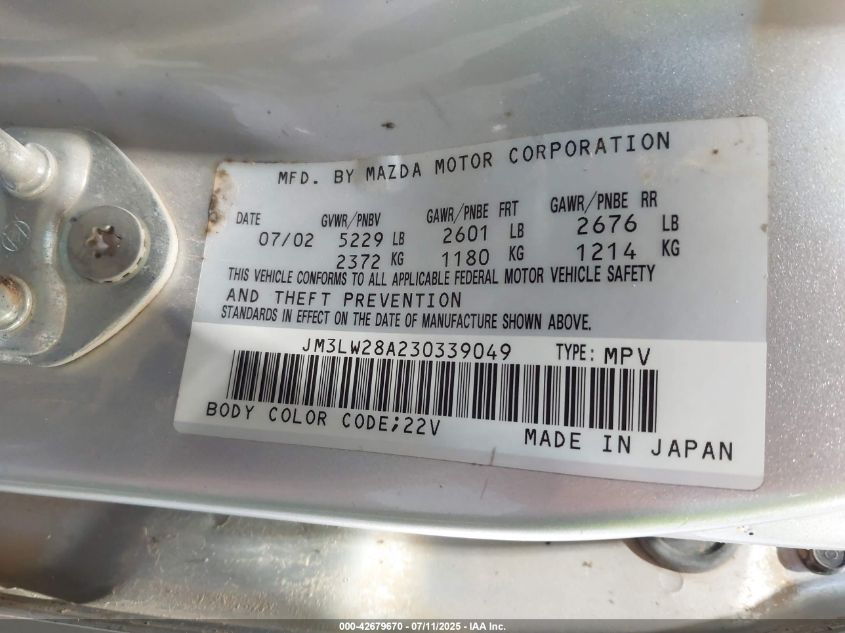 MFD. BY MAZDA MOTOR CORPORATION
DATE GVWR/PNBV GAWR/PNBE FRT GAWR/PNBE RR
07/02 5229 LB 2601 LB 2676 LB
2372 KG 1180 KG 1214 KG
THIS VEHICLE CONFORMS TO ALL APPLICABLE FEDERAL MOTOR VEHICLE SAFETY
AND THEFT PREVENTION
STANDARDS IN EFFECT ON THE DATE OF MANUFACTURE SHOWN ABOVE.
JM3LW28A230339049 TYPE: MPV
BODY COLOR CODE;22V
MADE IN JAPAN
000-42679670 - 07/11/2025 - IAA Inc.